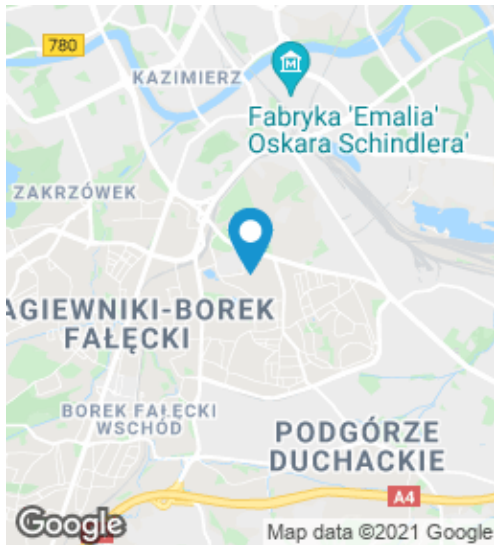 780
KAZIMIERZ
M
Fabryka 'Emalia'
Oskara Schindlera'
ZAKRZÓWEK
AGIEWNIKI-BOREK
FAŁĘCKI
BOREK FAŁĘCKI
WSCHÓD
PODGÓRZE
DUCHACKIE
A4
Google
Map data ©2021 Google